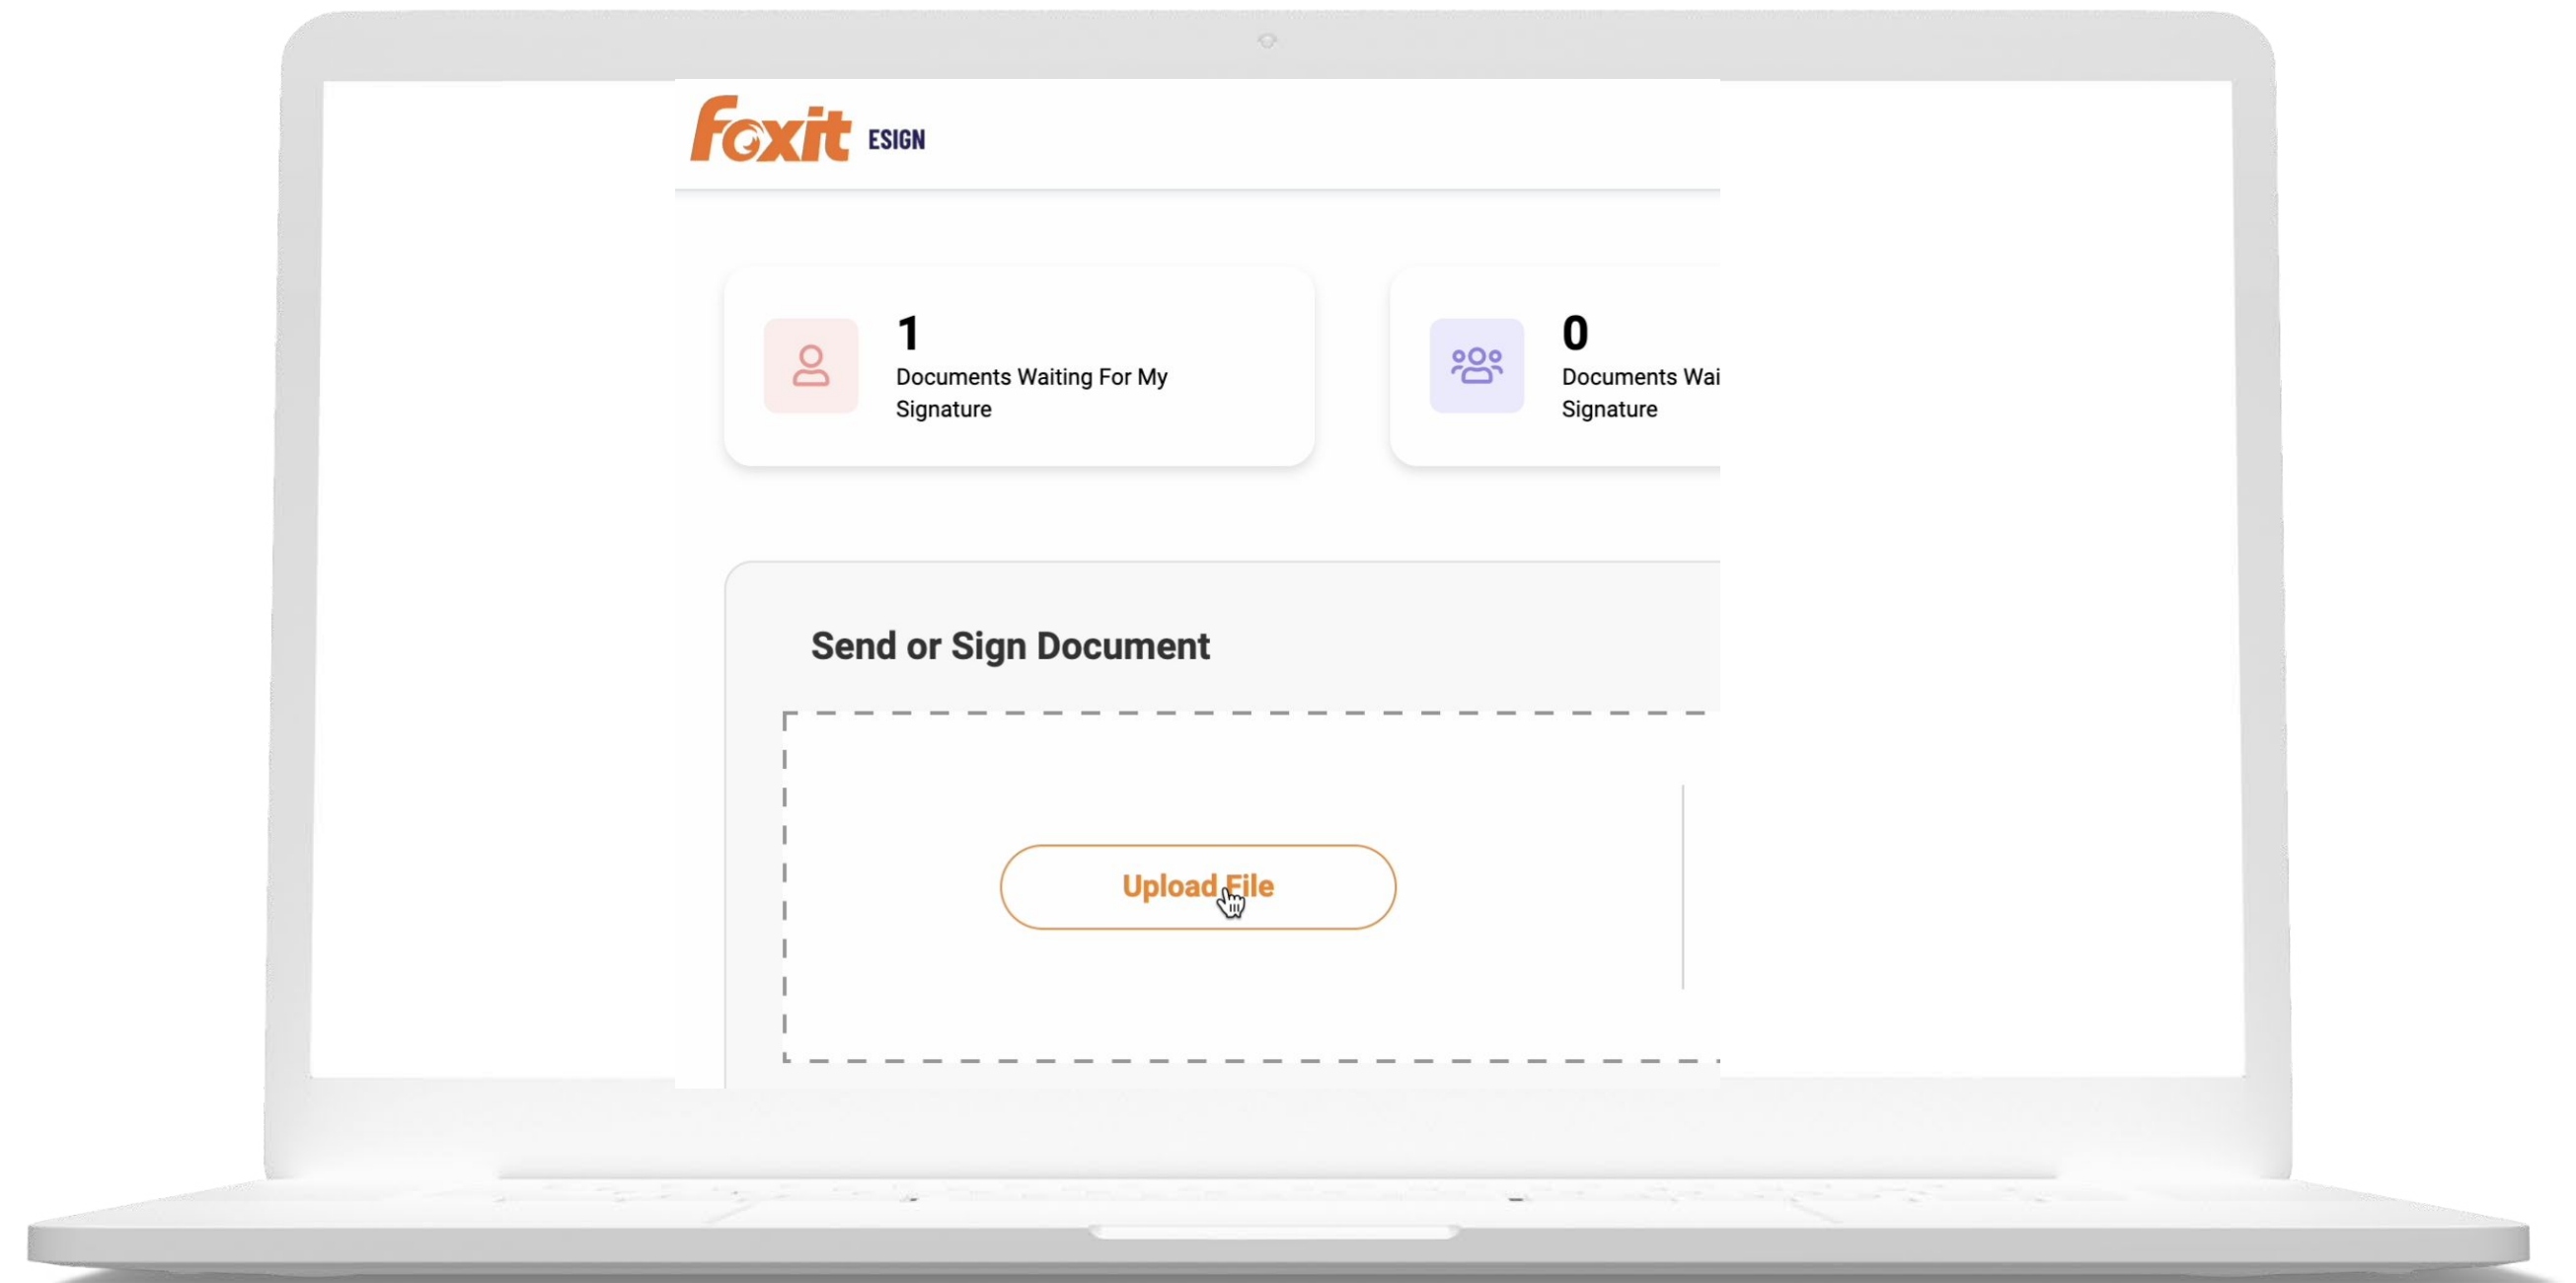 foxit ESIGN
1
Documents Waiting For My
Signature
0
Documents Wai
Signature
Send or Sign Document
Upload File